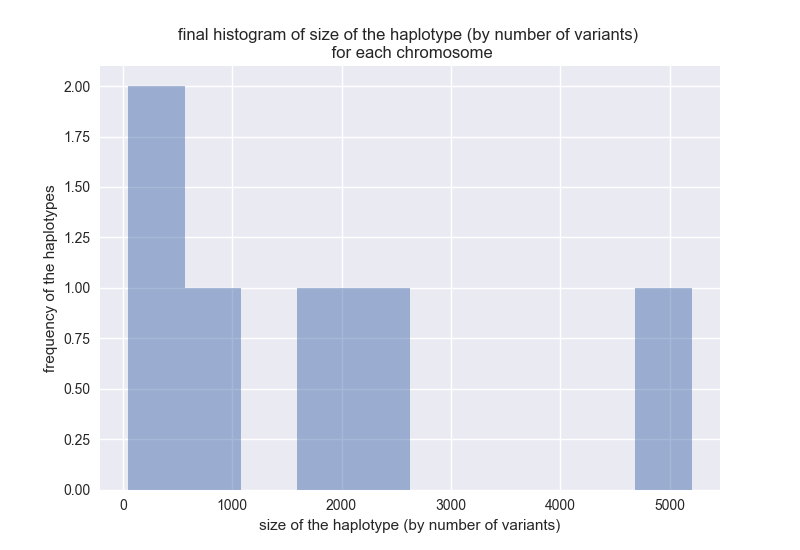 final histogram of size of the haplotype (by number of variants)
for each chromosome
2.00
1.75
1.50
1.25
1.00
0.75
0.50
0.25
0.00
frequency of the haplotypes
0 1000 2000 3000 4000 5000
size of the haplotype (by number of variants)